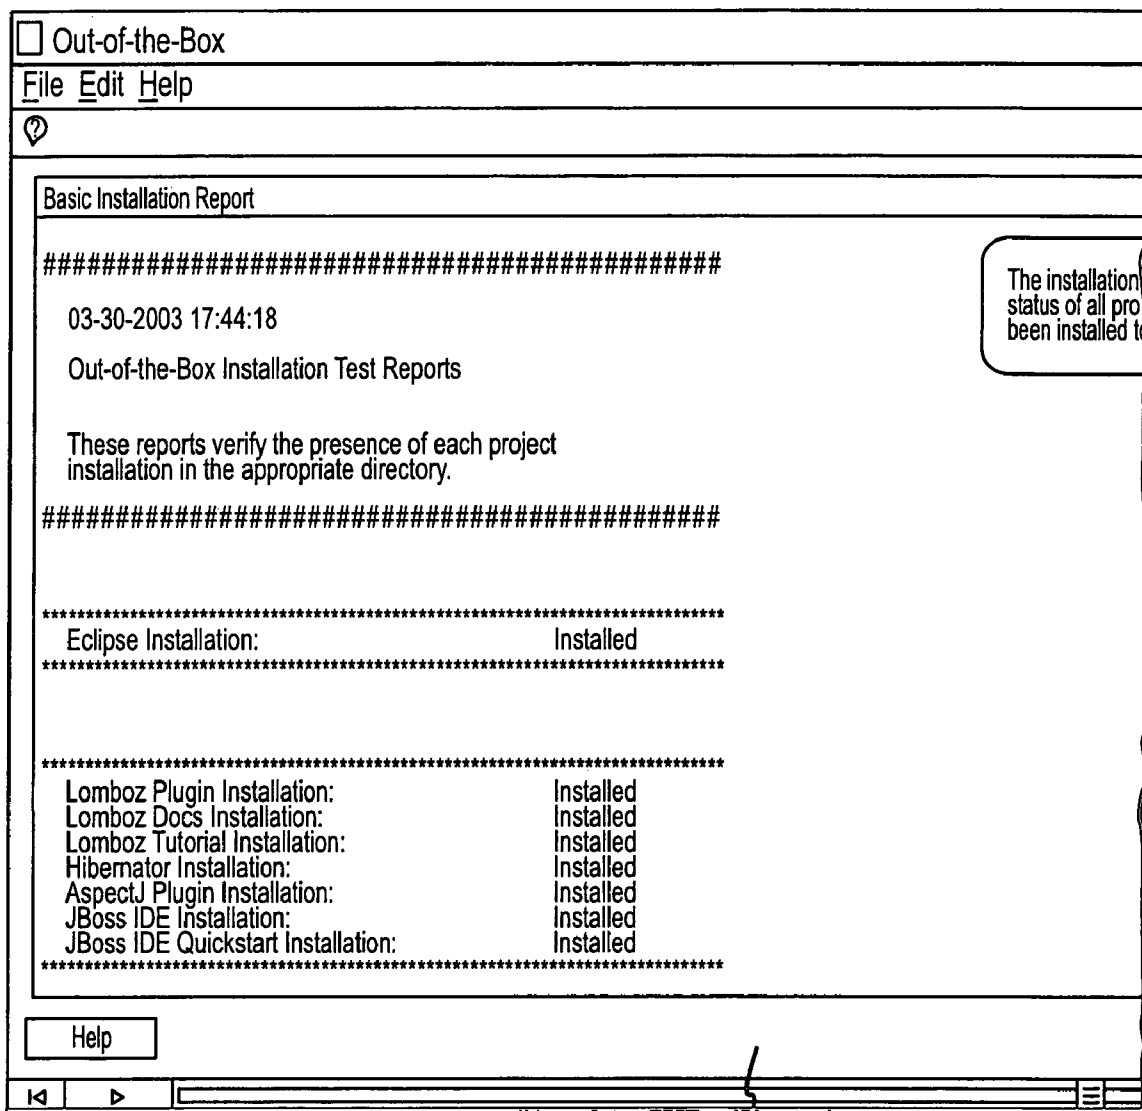 Out-of-the-Box
File Edit Help
Basic Installation Report
##############################################
03-30-2003 17:44:18
Out-of-the-Box Installation Test Reports
These reports verify the presence of each project
installation in the appropriate directory.
##############################################
******************************************************************************
Eclipse Installation: Installed
******************************************************************************
******************************************************************************
Lomboz Plugin Installation: Installed
Lomboz Docs Installation: Installed
Lomboz Tutorial Installation: Installed
Hibernator Installation: Installed
AspectJ Plugin Installation: Installed
JBoss IDE Installation: Installed
JBoss IDE Quickstart Installation: Installed
******************************************************************************
The installation
status of all pro
been installed to
Help